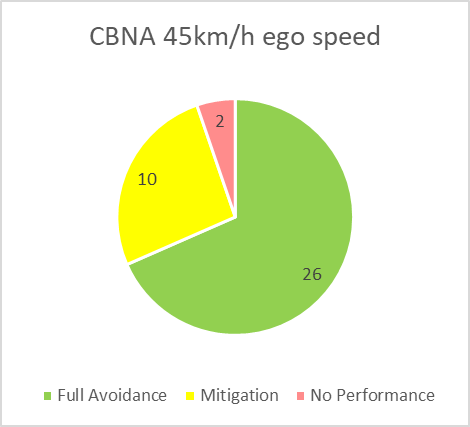 CBNA 45km/h ego speed
2
10
26
Full Avoidance Mitigation No Performance